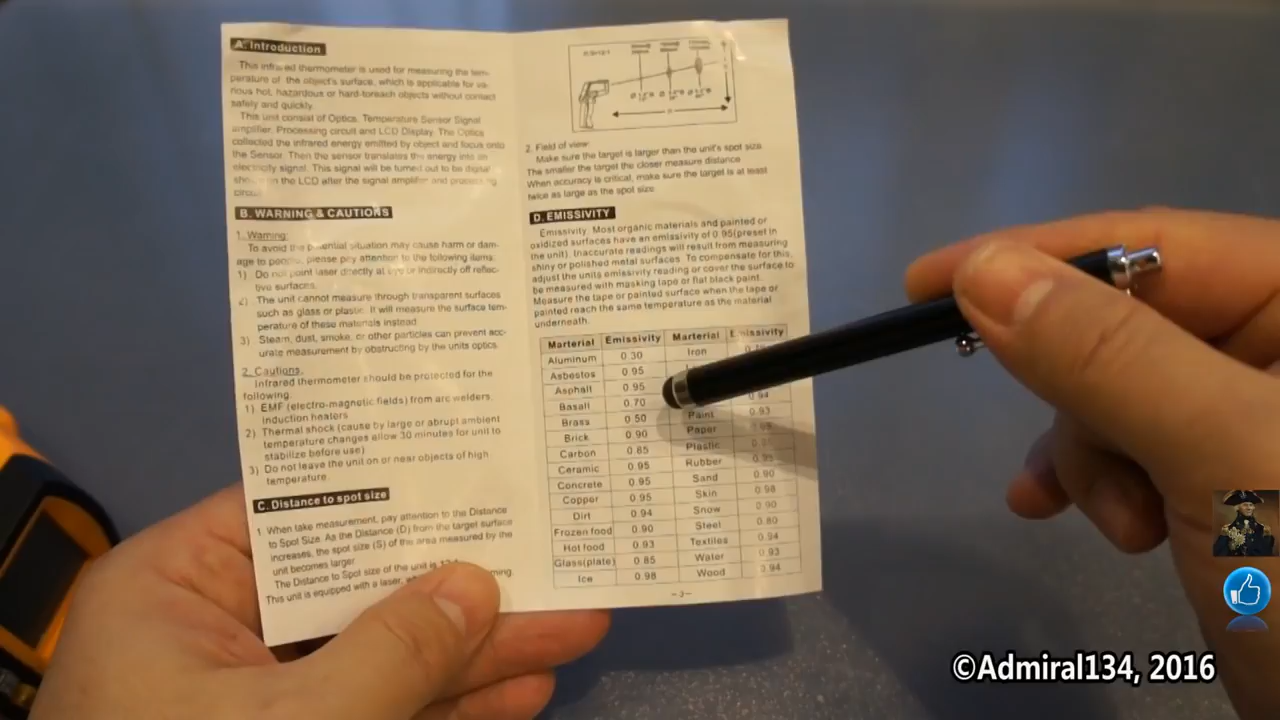 A. Introduction
This infrared thermometer is used for measuring the tem-
perature of the object's surface, which is applicable for va-
rious hot, hazardous or hard-toreach objects without contact
safely and quickly.
This unit consist of Optics. Temperature Sensor Signal
amplifier. Processing circuit and LCD Display. The Optics
collected the infrared energy emitted by object and focus onto
the Sensor. Then the sensor translates the energy into an
electricity signal. This signal will be turned out to be digital
in the LCD after the signal amplifier and processing
circuit
B. WARNING & CAUTIONS
1. Warning:
To avoid the potential situation may cause harm or dam-
age to people, please pey attention to the following items:
1) Do not point laser directly at eye or indirectly off reflec-
tive surfaces.
2) The unit cannot measure through transparent surfaces
such as glass or plastic. It will measure the surface tem-
perature of these materials instead.
3) Steam, dust, smoke, or other particles can prevent acc-
urate measurement by obstructing by the units optics.
2. Cautions:
Infrared thermometer should be protected for the
following:
1) EMF (electro-magnetic fields) from arc welders,
induction heaters
2) Thermal shock (cause by large or abrupt ambient
temperature changes allow 30 minutes for unit to
stabilize before use)
3) Do not leave the unit on or near objects of high
temperature.
C. Distance to spot size
1 When take measurement, pay attention to the Distance
to Spot Size. As the Distance (D) from the target surface
increases, the spot size (S) of the area measured by the
unit becomes larger
The Distance to Spot size of the unit is
This unit is equipped with a laser,
2. Field of view:
Make sure the target is larger than the unit's spot size
The smaller the target the closer measure distance
When accuracy is critical, make sure the target is at least
twice as large as the spot size
D. EMISSIVITY
Emissivity: Most organic materials and painted or
oxidized surfaces have an emissivity of 0.95(preset in
the unit). Inaccurate readings will result from measuring
shiny or polished metal surfaces. To compensate for this,
adjust the units emissivity reading or cover the surface to
be measured with masking tape or flat black paint.
Measure the tape or painted surface when the tape or
painted reach the same temperature as the material
underneath.
Marterial Emissivity Marterial Emissivity
Aluminum 0.30 Iron
Asbestos 0.95
Asphalt 0.95 0.94
Basall 0.70 Paint 0.93
Brass 0.50 Paper
Brick 0.90 Plastic
Carbon 0.85 Rubber
Ceramic 0.95 Sand 0.90
Concrete 0.95 Skin 0.98
Copper 0.95 Snow 0.90
Dirt 0.94 Steel 0.80
Frozen food 0.90 Textiles 0.94
Hot food 0.93 Water 0.93
Glass(plate) 0.85 Wood 0.94
Ice 0.98
-3-
©Admiral134, 2016